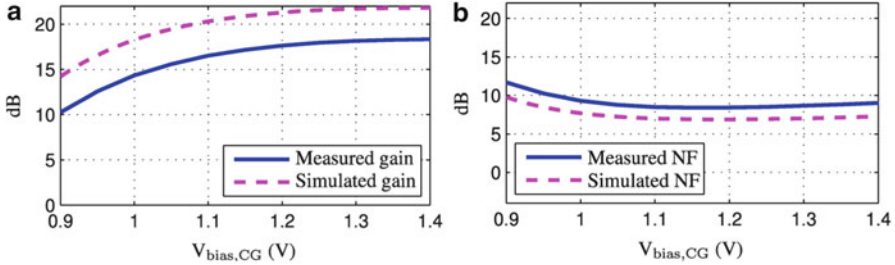 a
20
15
10
5
0
dB
Measured gain
Simulated gain
0.9 1 1.1 1.2 1.3 1.4
V_bias,CG (V)
b
20
15
10
5
0
dB
Measured NF
Simulated NF
0.9 1 1.1 1.2 1.3 1.4
V_bias,CG (V)